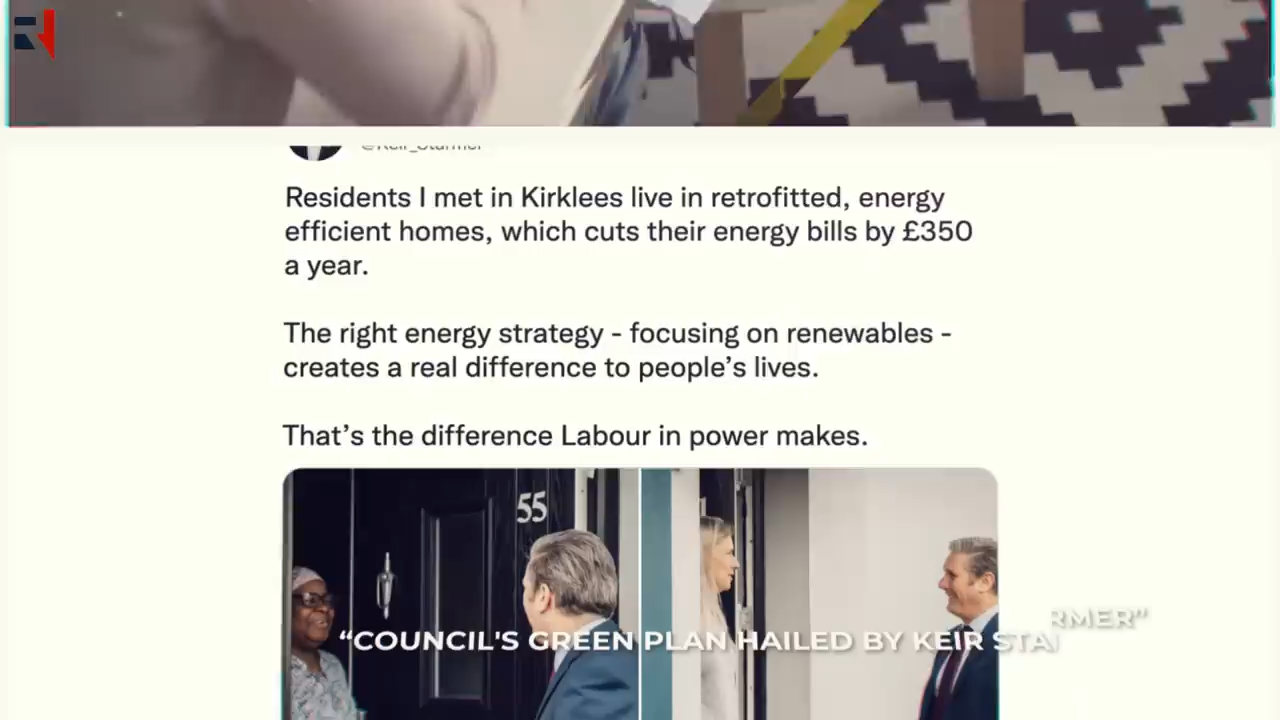 @Keir_Starmer
Residents I met in Kirklees live in retrofitted, energy
efficient homes, which cuts their energy bills by £350
a year.
The right energy strategy - focusing on renewables -
creates a real difference to people’s lives.
That’s the difference Labour in power makes.
55
“COUNCIL'S GREEN PLAN HAILED BY KEIR STARMER”